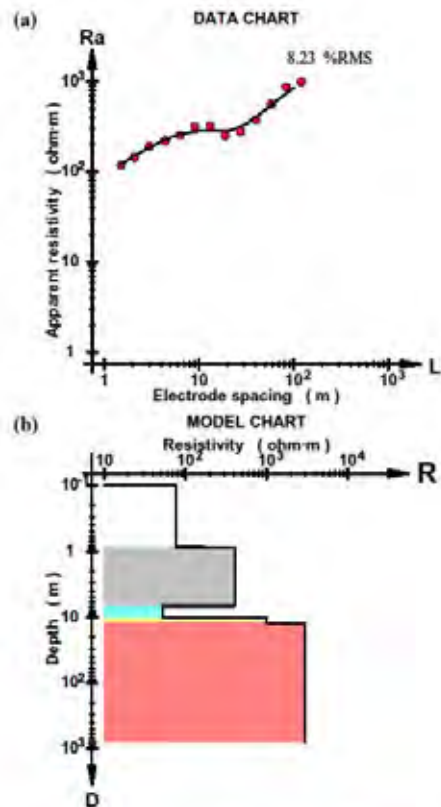 (a) DATA CHART
Ra
8.23 %RMS
10³
10²
10
1
Apparent resistivity ( ohm·m )
1 10 10² 10³ L
Electrode spacing ( m )
(b) MODEL CHART
Resistivity ( ohm·m )
10 10² 10³ 10⁴ R
1
10
10²
10³
Depth ( m )
D